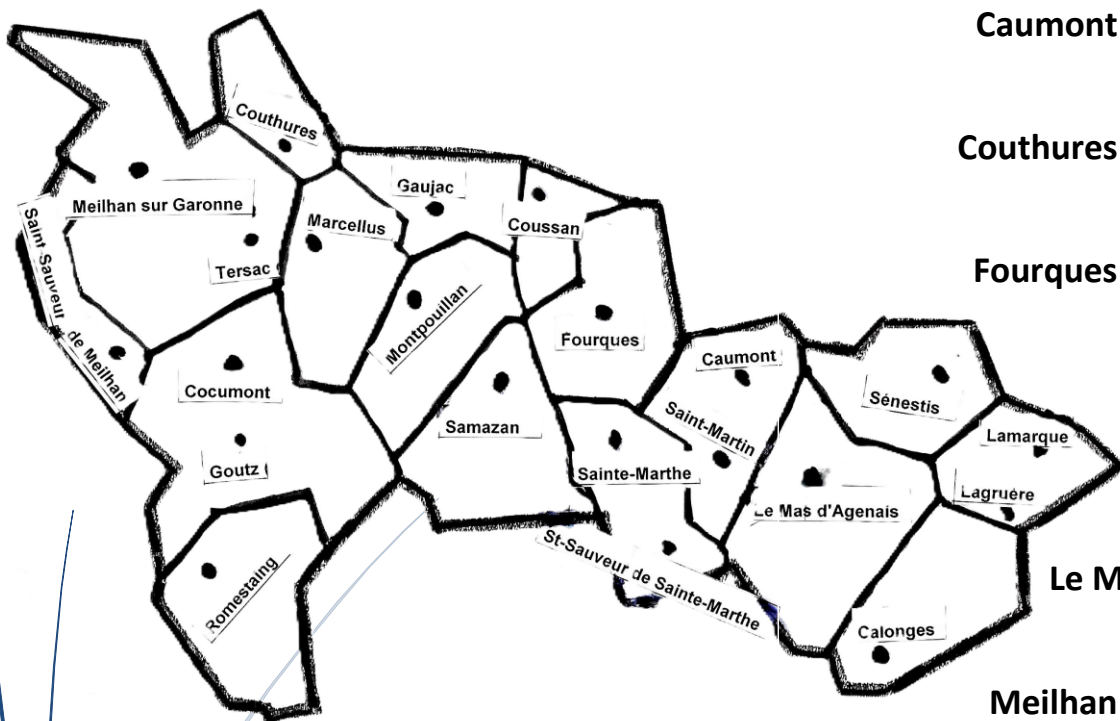 Caumont
Couthures
Couthures
Gaujac
Coussan
Meilhan sur Garonne
Marcellus
Tersac
Saint Sauveur
de Meilhan
Montpouillan
Fourques
Fourques
Caumont
Cocumont
Sénestis
Samazan
Saint-Martin
Lamarque
Goutz
Sainte-Marthe
Lagruère
Le Mas d'Agenais
St-Sauveur de Sainte-Marthe
Romestaing
Le M
Calonges
Meilhan